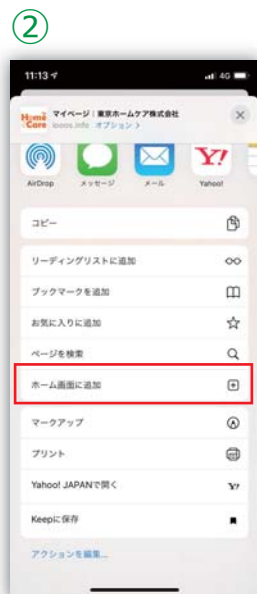 ②
11:13
4G
Home Care
マイページ｜東京ホームケア株式会社
オプション >
AirDrop
メッセージ
メール
Yahoo!
コピー
リーディングリストに追加
ブックマークを追加
お気に入りに追加
ページを検索
ホーム画面に追加
マークアップ
プリント
Yahoo! JAPANで開く
Keepに保存
アクションを編集...